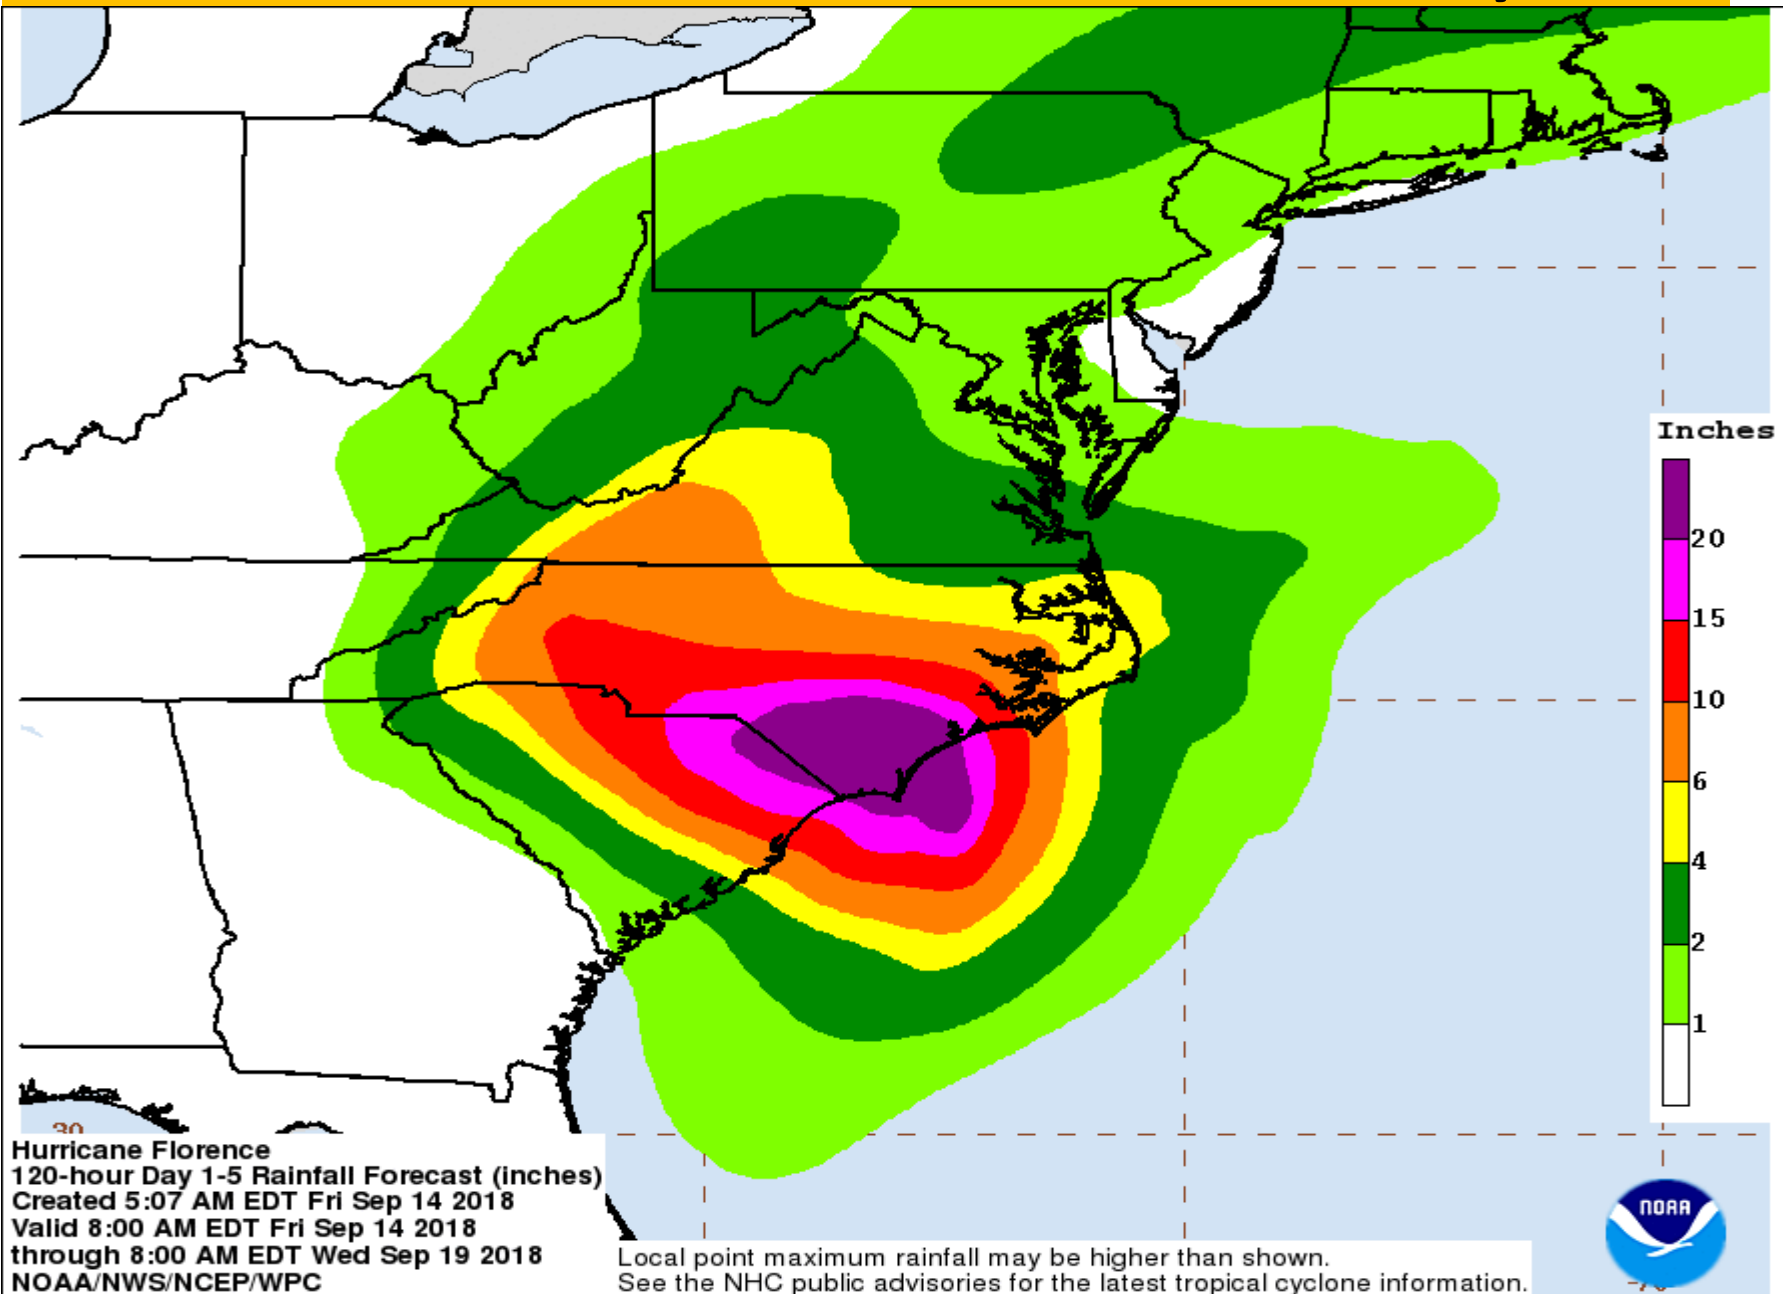 Inches
20
15
10
6
4
2
1
30
Hurricane Florence
120-hour Day 1-5 Rainfall Forecast (inches)
Created 5:07 AM EDT Fri Sep 14 2018
Valid 8:00 AM EDT Fri Sep 14 2018
through 8:00 AM EDT Wed Sep 19 2018
NOAA/NWS/NCEP/WPC
Local point maximum rainfall may be higher than shown.
See the NHC public advisories for the latest tropical cyclone information.
NOAA